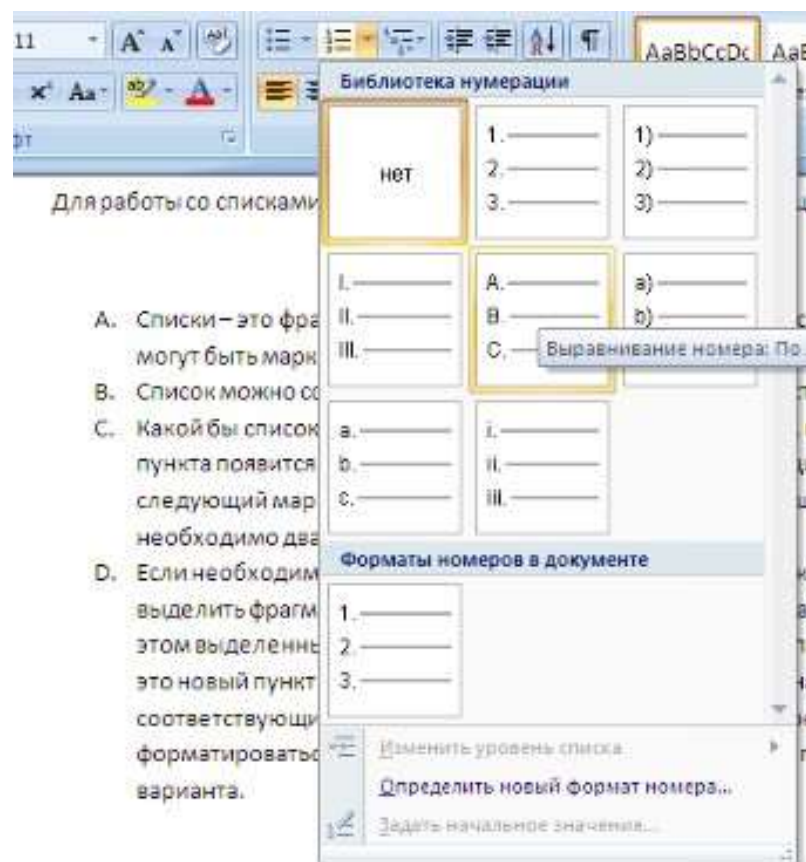 11
AaBbCcDc
Aa
рт
Библиотека нумерации
нет
1.
2.
3.
1)
2)
3)
Для работы со списками
I.
II.
III.
A.
B.
C.
a)
b)
Выравнивание номера: По
A. Списки – это фра
могут быть марк
B. Список можно со
C. Какой бы список
пункта появится
следующий мар
необходимо два
D. Если необходим
выделить фрагм
этом выделенны
это новый пункт
соответствующи
форматироватьс
варианта.
a.
b.
c.
i.
ii.
iii.
Форматы номеров в документе
1.
2.
3.
Изменить уровень списка
Определить новый формат номера...
Задать начальное значение...